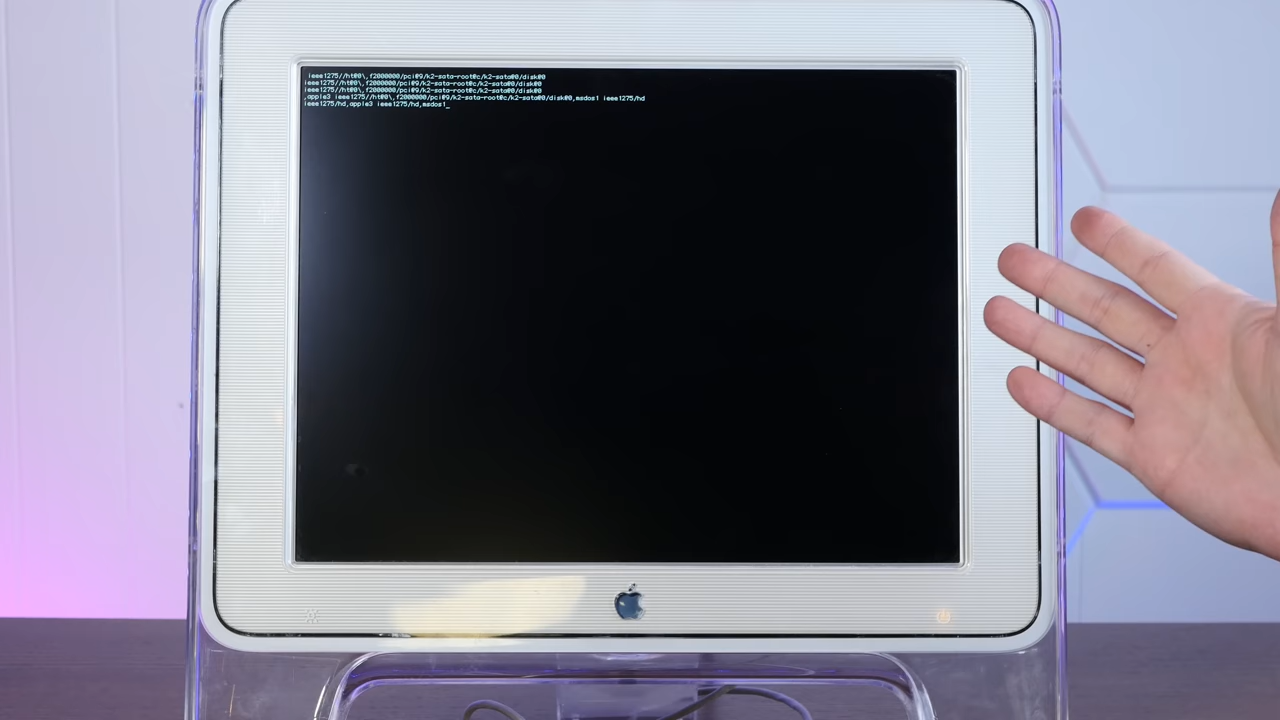 ieee1275//ht@0\,f2000000/pci@9/k2-sata-root@c/k2-sata@0/disk@0
ieee1275//ht@0\,f2000000/pci@9/k2-sata-root@c/k2-sata@0/disk@0
ieee1275//ht@0\,f2000000/pci@9/k2-sata-root@c/k2-sata@0/disk@0
,apple3 ieee1275//ht@0\,f2000000/pci@9/k2-sata-root@c/k2-sata@0/disk@0,msdos1 ieee1275/hd
ieee1275/hd,apple3 ieee1275/hd,msdos1_